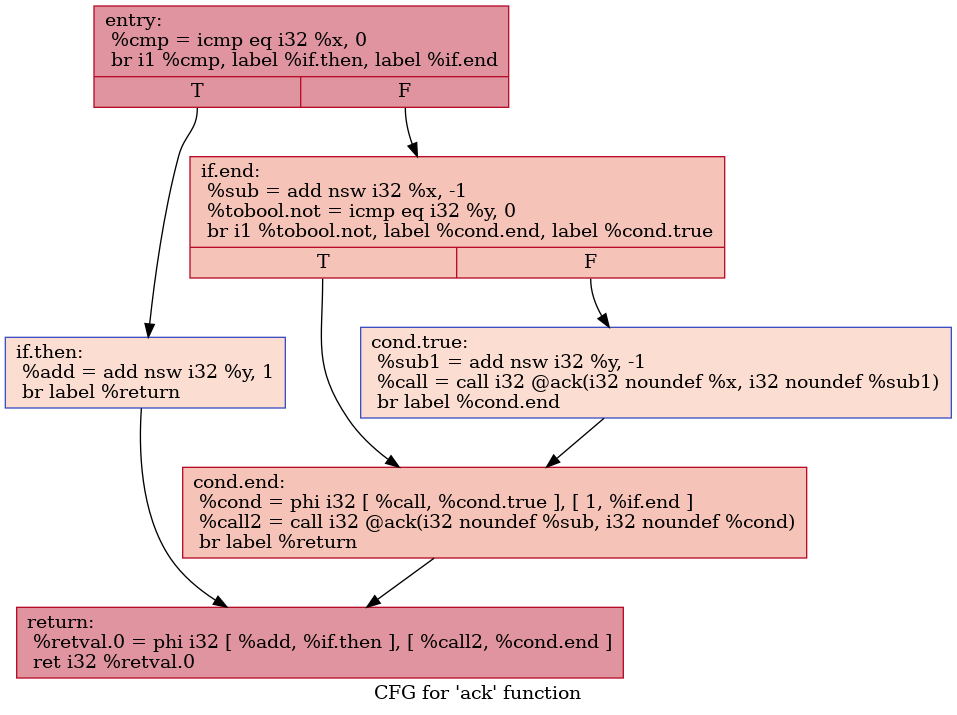 entry:
%cmp = icmp eq i32 %x, 0
br i1 %cmp, label %if.then, label %if.end
T
F
if.end:
%sub = add nsw i32 %x, -1
%tobool.not = icmp eq i32 %y, 0
br i1 %tobool.not, label %cond.end, label %cond.true
T
F
if.then:
%add = add nsw i32 %y, 1
br label %return
cond.true:
%sub1 = add nsw i32 %y, -1
%call = call i32 @ack(i32 noundef %x, i32 noundef %sub1)
br label %cond.end
cond.end:
%cond = phi i32 [ %call, %cond.true ], [ 1, %if.end ]
%call2 = call i32 @ack(i32 noundef %sub, i32 noundef %cond)
br label %return
return:
%retval.0 = phi i32 [ %add, %if.then ], [ %call2, %cond.end ]
ret i32 %retval.0
CFG for 'ack' function